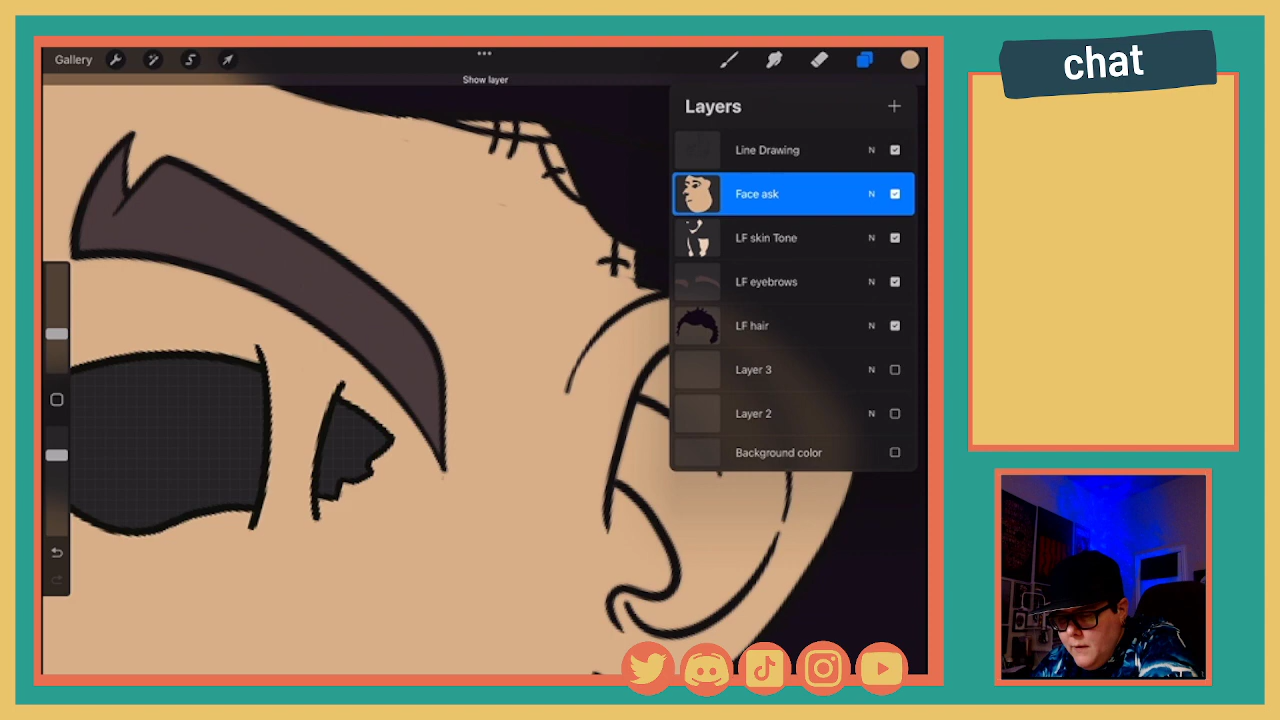 Gallery
Show layer
Layers
Line Drawing N
Face ask N
LF skin Tone N
LF eyebrows N
LF hair N
Layer 3 N
Layer 2 N
Background color
chat